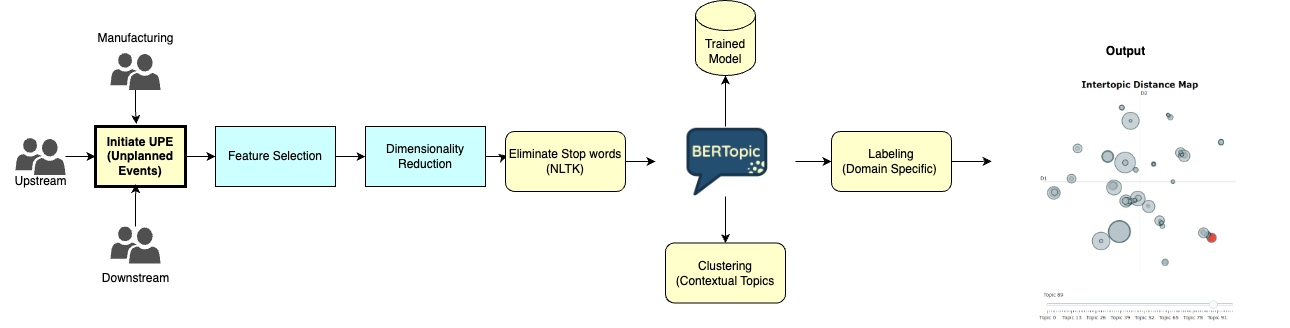 Manufacturing
Upstream
Initiate UPE
(Unplanned
Events)
Downstream
Feature Selection
Dimensionality
Reduction
Eliminate Stop words
(NLTK)
Trained
Model
BERTopic
Clustering
(Contextual Topics
Labeling
(Domain Specific)
Output
Intertopic Distance Map
D2
D1
Topic 89
Topic 0 Topic 13 Topic 26 Topic 39 Topic 52 Topic 65 Topic 78 Topic 91